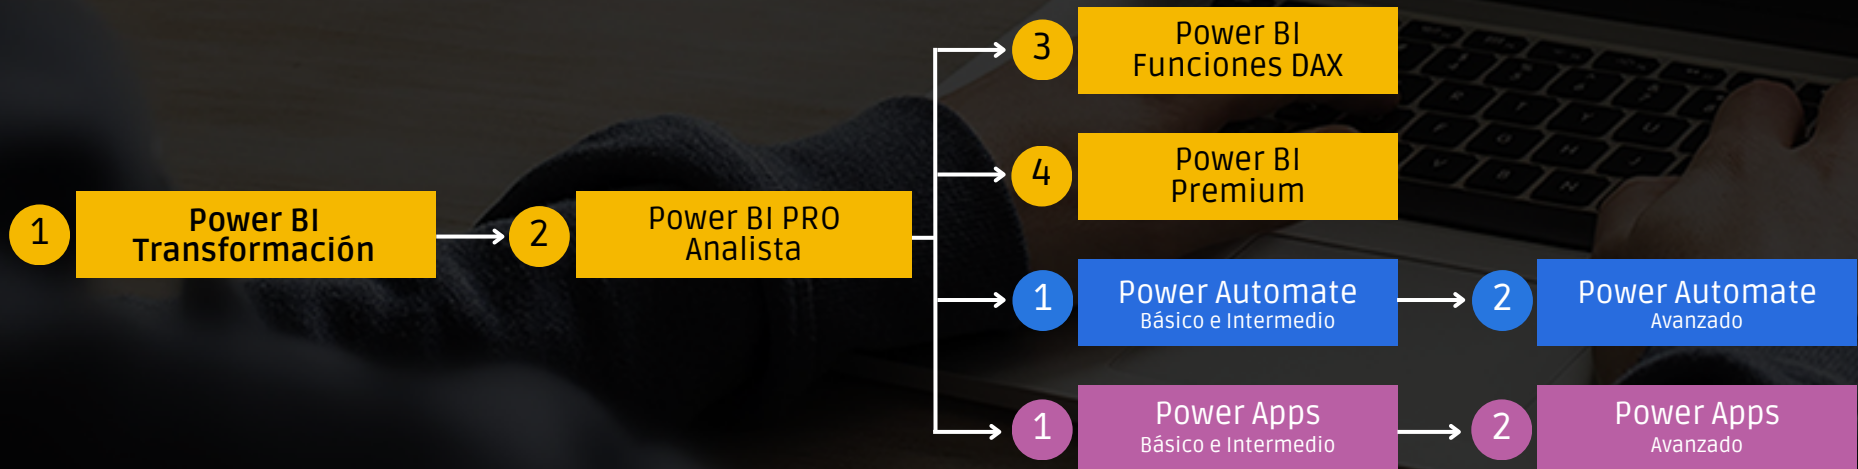 1
Power BI
Transformación
2
Power BI PRO
Analista
3
Power BI
Funciones DAX
4
Power BI
Premium
1
Power Automate
Básico e Intermedio
2
Power Automate
Avanzado
1
Power Apps
Básico e Intermedio
2
Power Apps
Avanzado